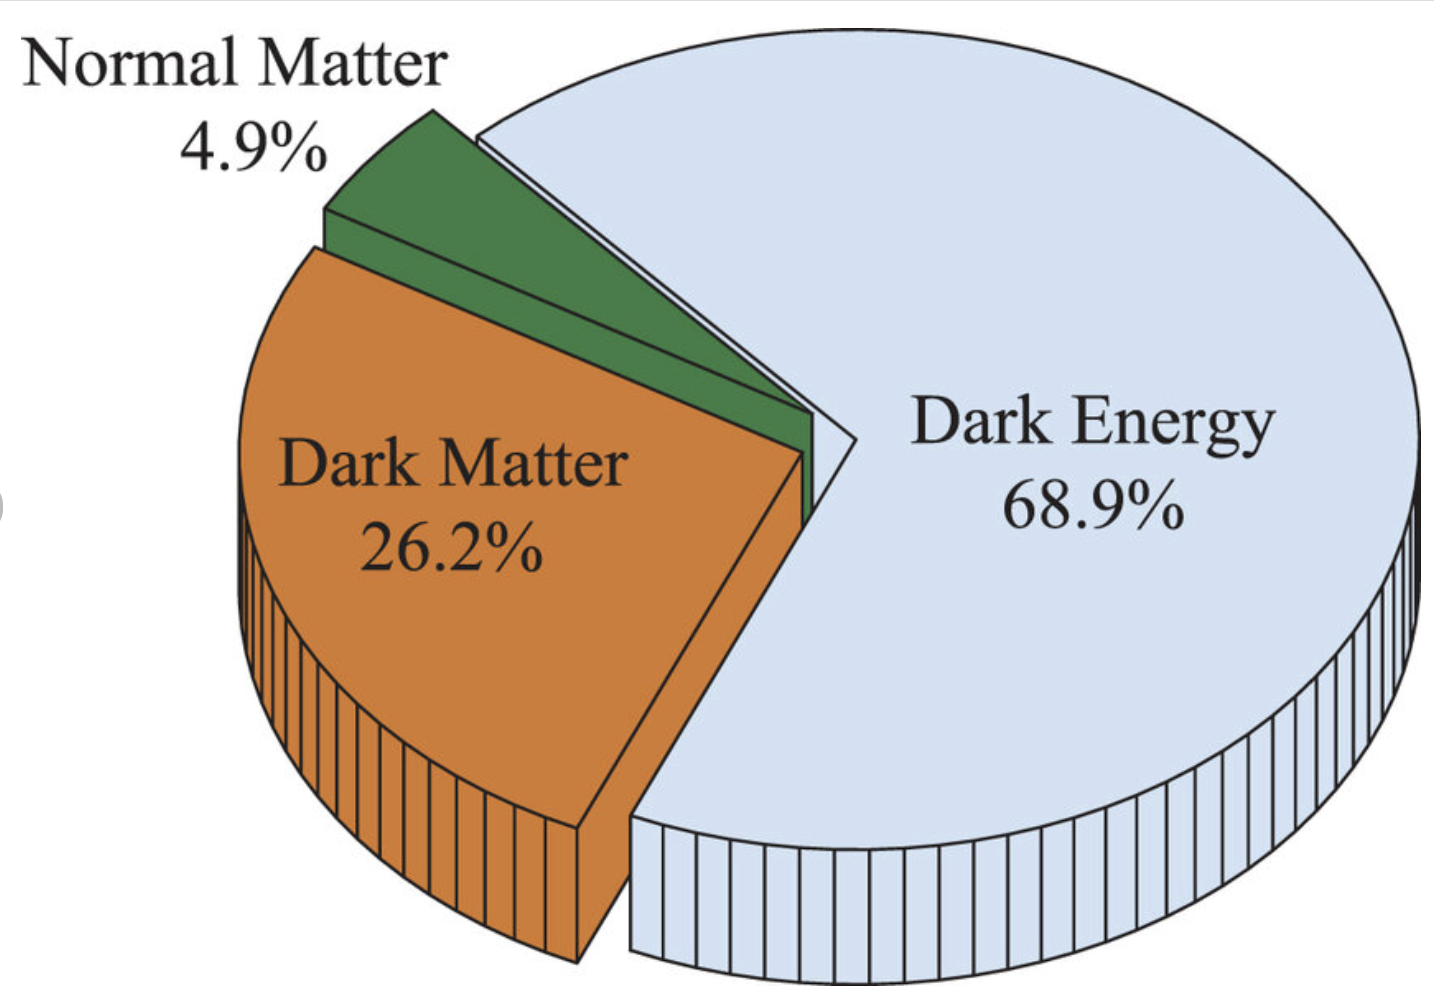 Normal Matter
4.9%
Dark Energy
68.9%
Dark Matter
26.2%